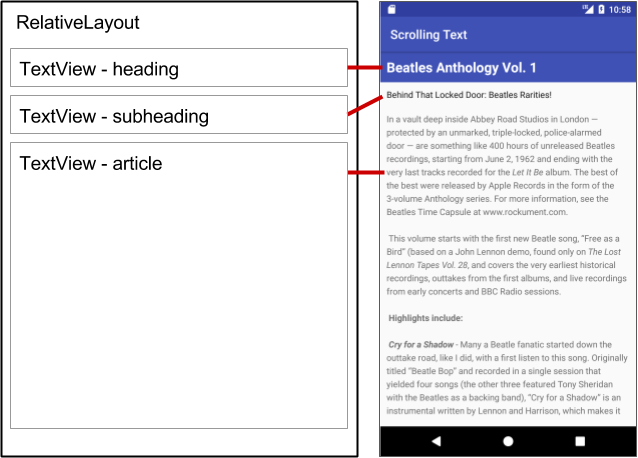 RelativeLayout
TextView - heading
TextView - subheading
TextView - article
10:58
Scrolling Text
Beatles Anthology Vol. 1
Behind That Locked Door: Beatles Rarities!
In a vault deep inside Abbey Road Studios in London —
protected by an unmarked, triple-locked, police-alarmed
door — are something like 400 hours of unreleased Beatles
recordings, starting from June 2, 1962 and ending with the
very last tracks recorded for the Let It Be album. The best of
the best were released by Apple Records in the form of the
3-volume Anthology series. For more information, see the
Beatles Time Capsule at www.rockument.com.
This volume starts with the first new Beatle song, “Free as a
Bird” (based on a John Lennon demo, found only on The Lost
Lennon Tapes Vol. 28, and covers the very earliest historical
recordings, outtakes from the first albums, and live recordings
from early concerts and BBC Radio sessions.
Highlights include:
Cry for a Shadow - Many a Beatle fanatic started down the
outtake road, like I did, with a first listen to this song. Originally
titled “Beatle Bop” and recorded in a single session that
yielded four songs (the other three featured Tony Sheridan
with the Beatles as a backing band), “Cry for a Shadow” is an
instrumental written by Lennon and Harrison, which makes it